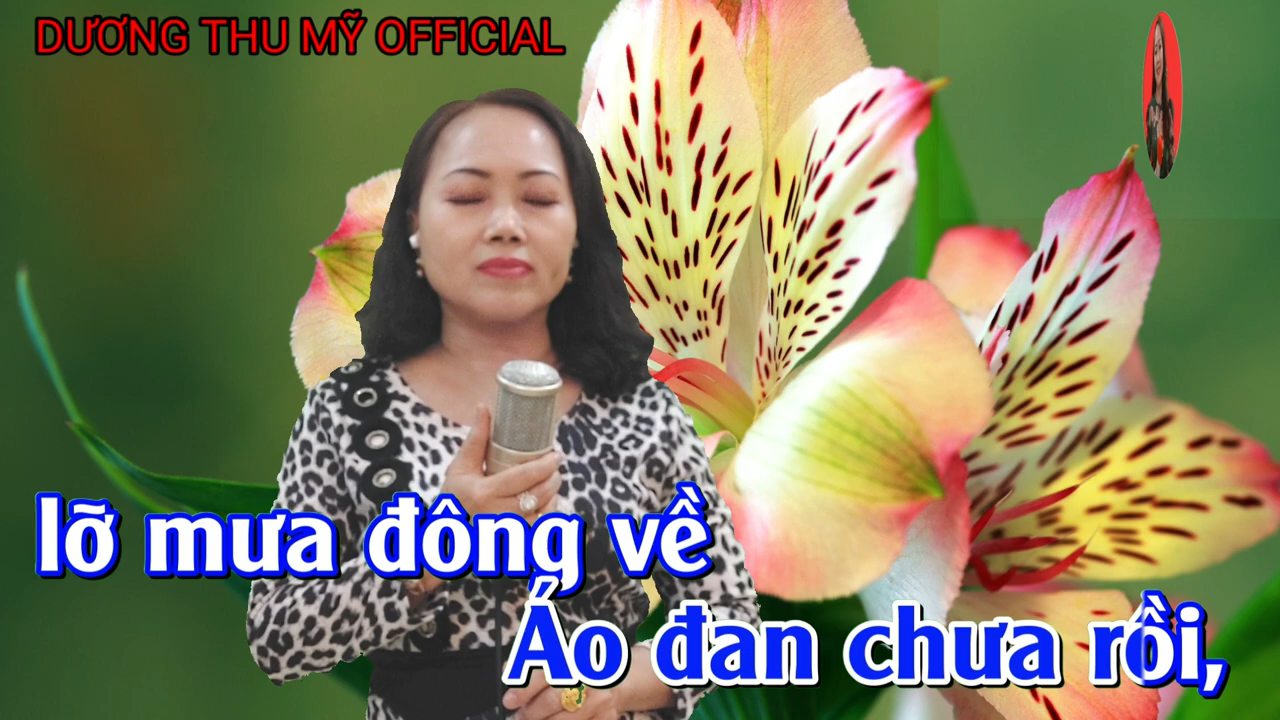 DƯƠNG THU MỸ OFFICIAL
lỡ mưa đông về
Áo đan chưa rồi,